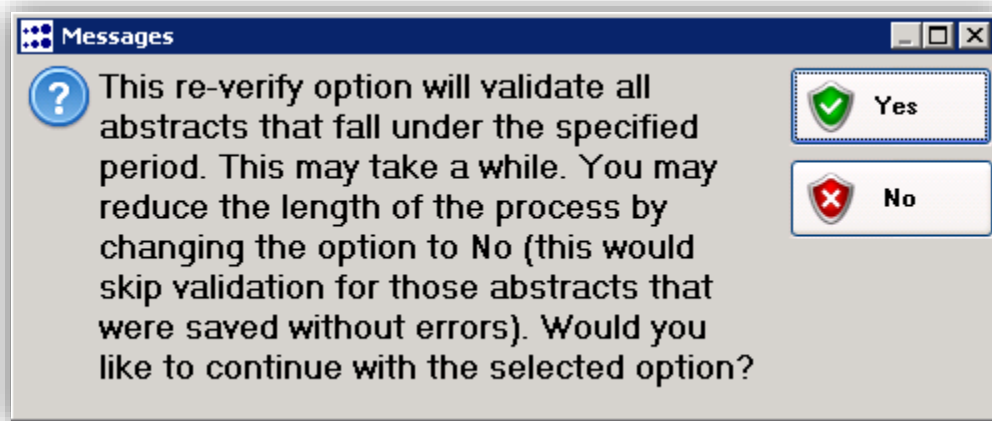 Messages
This re-verify option will validate all
abstracts that fall under the specified
period. This may take a while. You may
reduce the length of the process by
changing the option to No (this would
skip validation for those abstracts that
were saved without errors). Would you
like to continue with the selected option?
Yes
No